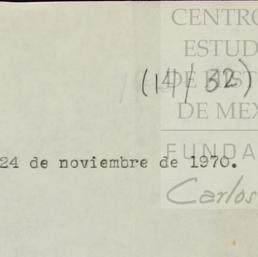 CENTRO
ESTUD
DE HIST
DE MEX
(14/32)
24 de noviembre de 1970.
FUNDA
Carlos